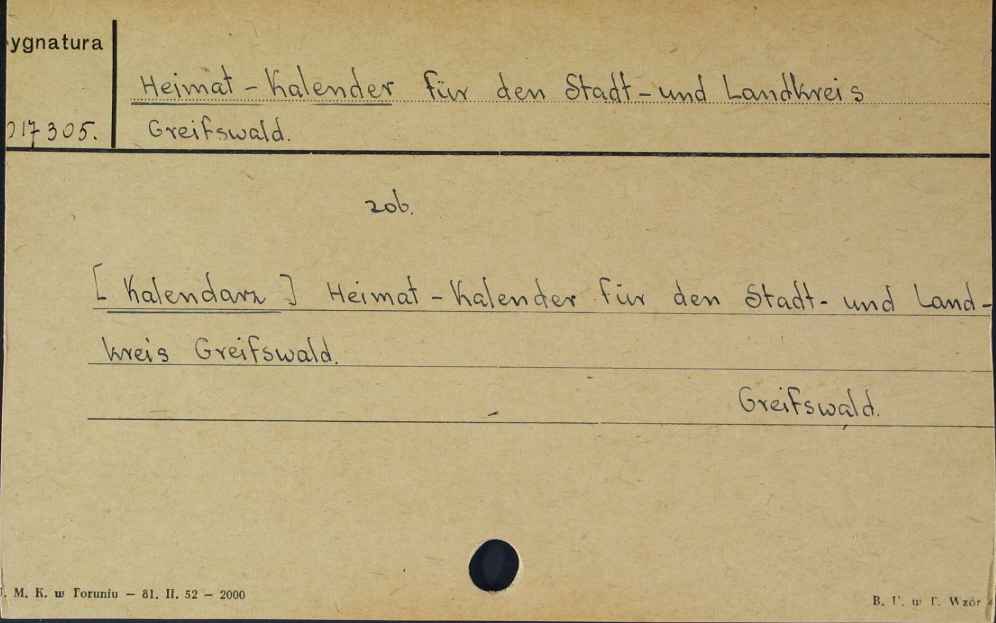 ygnatura
Heimat-Kalender für den Stadt-und Landkreis
017305. Greifswald.
zob.
[Kalendarz] Heimat-Kalender für den Stadt- und Land-
kreis Greifswald.
Greifswald.
M. K. w Toruniu — 81. II. 52 — 2000
B. U. w T. Wzór